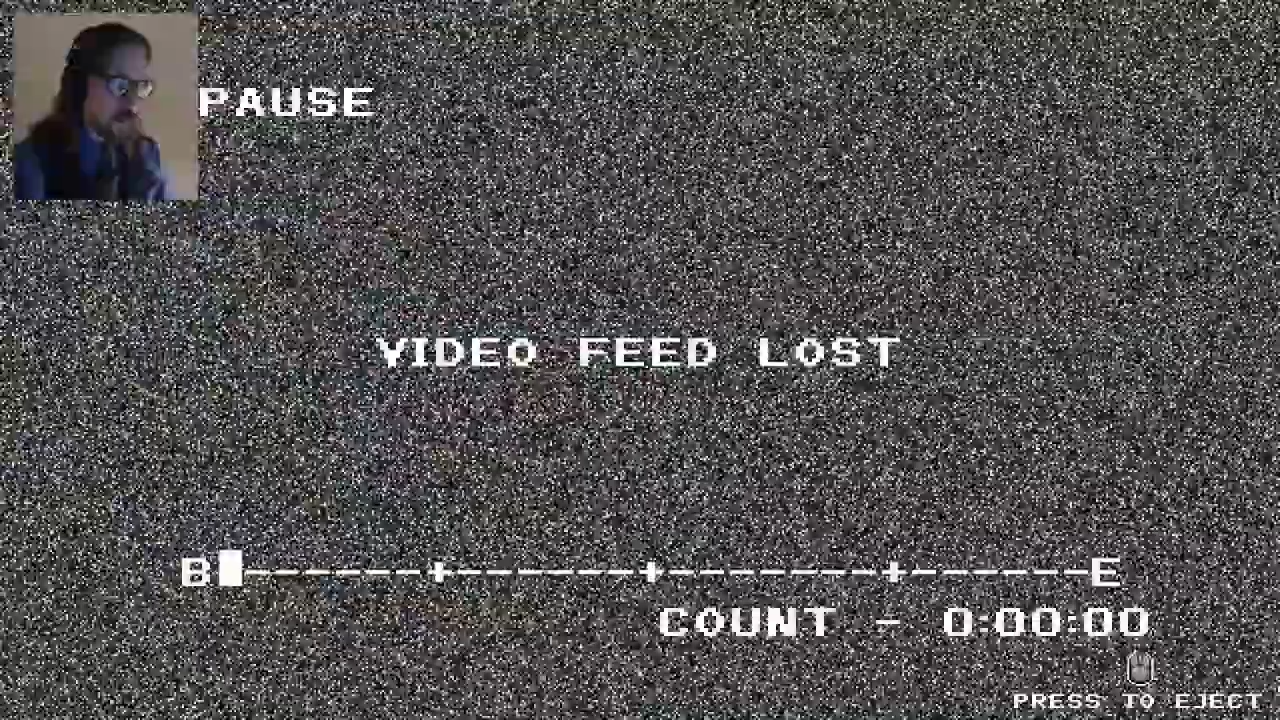 PAUSE
VIDEO FEED LOST
B E
COUNT - 0:00:00
PRESS TO EJECT